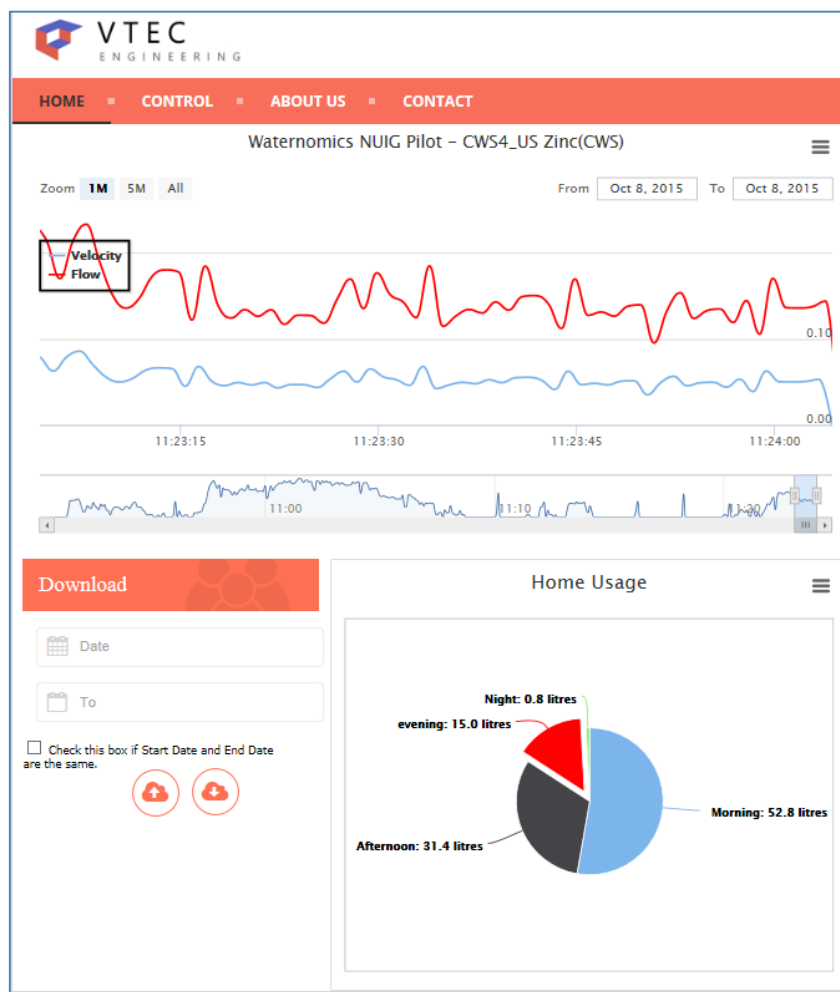 VTEC
ENGINEERING
HOME CONTROL ABOUT US CONTACT
Waternomics NUIG Pilot – CWS4_US Zinc(CWS)
Zoom 1M 5M All From Oct 8, 2015 To Oct 8, 2015
Velocity
Flow
0.10
0.00
11:23:15 11:23:30 11:23:45 11:24:00
11:00 11:10 11:20
Download
Date
To
Check this box if Start Date and End Date
are the same.
Home Usage
Night: 0.8 litres
evening: 15.0 litres
Morning: 52.8 litres
Afternoon: 31.4 litres